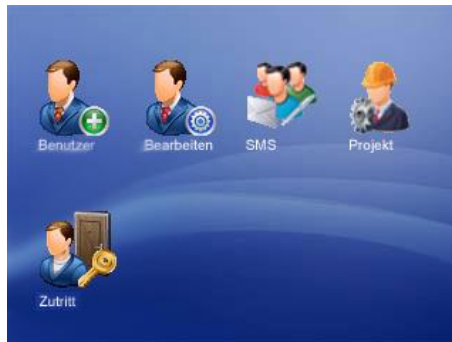 Benutzer
Bearbeiten
SMS
Projekt
Zutritt